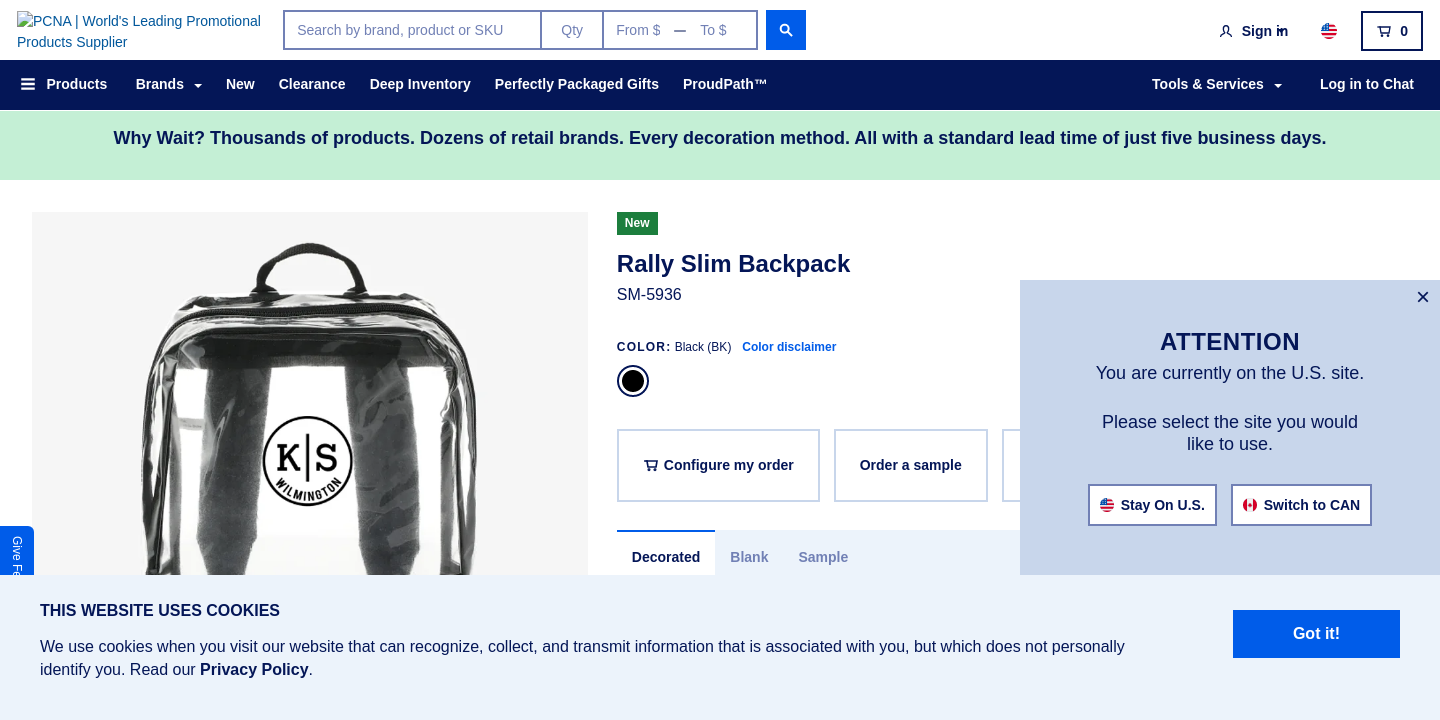 PCNA | World's Leading Promotional
Products Supplier
Search by brand, product or SKU
Qty
From $ — To $
Sign in
0
Products
Brands
New
Clearance
Deep Inventory
Perfectly Packaged Gifts
ProudPath™
Tools & Services
Log in to Chat
Why Wait? Thousands of products. Dozens of retail brands. Every decoration method. All with a standard lead time of just five business days.
New
Rally Slim Backpack
SM-5936
COLOR: Black (BK) Color disclaimer
Configure my order
Order a sample
Decorated
Blank
Sample
K|S
WILMINGTON
×
ATTENTION
You are currently on the U.S. site.
Please select the site you would
like to use.
Stay On U.S.
Switch to CAN
Give
THIS WEBSITE USES COOKIES
We use cookies when you visit our website that can recognize, collect, and transmit information that is associated with you, but which does not personally
identify you. Read our Privacy Policy.
Got it!